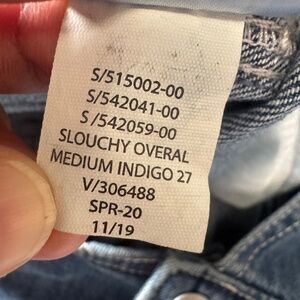 S/515002-00
S/542041-00
S/542059-00
SLOUCHY OVERAL
MEDIUM INDIGO 27
V/306488
SPR-20
11/19